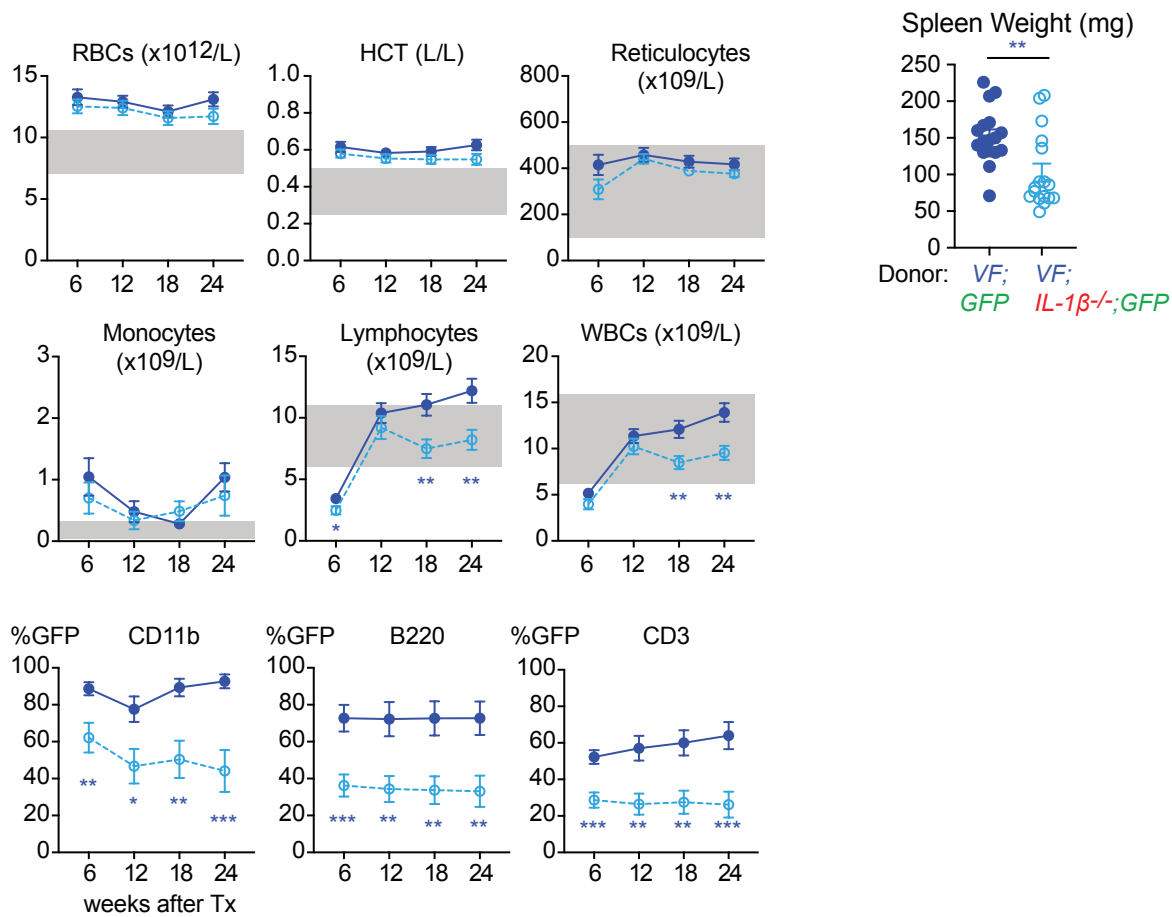 RBCs (x10¹²/L)
15
10
5
0
6 12 18 24
HCT (L/L)
1.0
0.8
0.6
0.4
0.2
0.0
6 12 18 24
Reticulocytes
(x10⁹/L)
800
600
400
200
0
6 12 18 24
Spleen Weight (mg)
**
250
200
150
100
50
0
Donor: VF; VF;
GFP IL-1β-/-;GFP
Monocytes
(x10⁹/L)
3
2
1
0
6 12 18 24
Lymphocytes
(x10⁹/L)
15
10
5
0
** **
*
6 12 18 24
WBCs (x10⁹/L)
20
15
10
5
0
** **
6 12 18 24
%GFP CD11b
100
80
60
40
20
0
** * ** ***
6 12 18 24
weeks after Tx
%GFP B220
100
80
60
40
20
0
*** ** ** **
6 12 18 24
%GFP CD3
100
80
60
40
20
0
*** ** ** ***
6 12 18 24